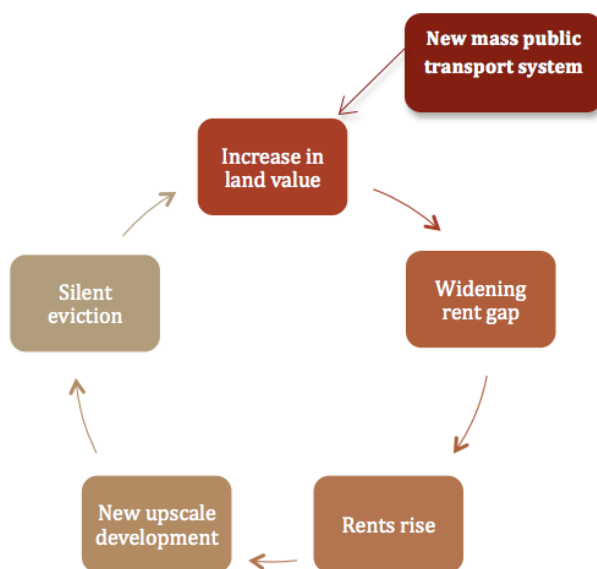 New mass public
transport system
Increase in
land value
Widening
rent gap
Rents rise
New upscale
development
Silent
eviction